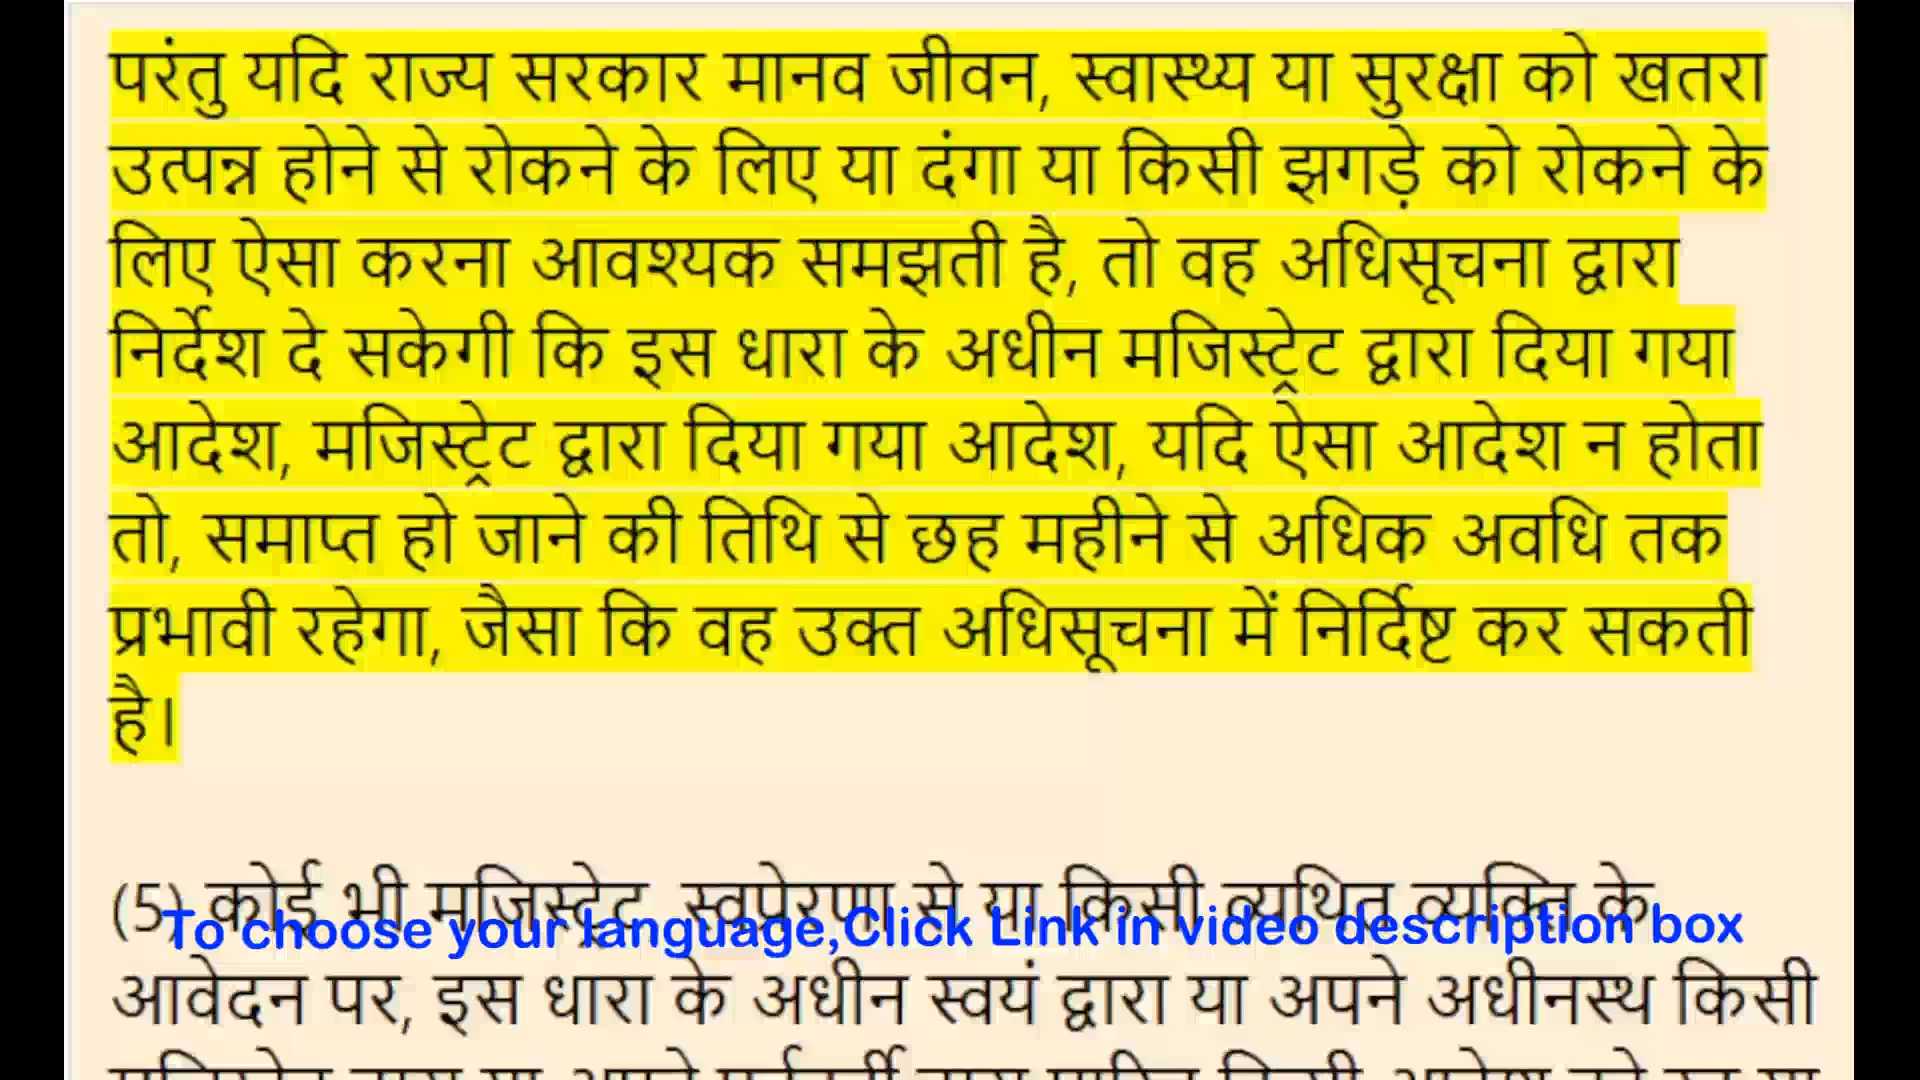 परंतु यदि राज्य सरकार मानव जीवन, स्वास्थ्य या सुरक्षा को खतरा
उत्पन्न होने से रोकने के लिए या दंगा या किसी झगड़े को रोकने के
लिए ऐसा करना आवश्यक समझती है, तो वह अधिसूचना द्वारा
निर्देश दे सकेगी कि इस धारा के अधीन मजिस्ट्रेट द्वारा दिया गया
आदेश, मजिस्ट्रेट द्वारा दिया गया आदेश, यदि ऐसा आदेश न होता
तो, समाप्त हो जाने की तिथि से छह महीने से अधिक अवधि तक
प्रभावी रहेगा, जैसा कि वह उक्त अधिसूचना में निर्दिष्ट कर सकती
है।
(5) कोई भी मजिस्ट्रेट, स्वप्रेरणा से या किसी व्यथित व्यक्ति के
To choose your language,Click Link in video description box
आवेदन पर, इस धारा के अधीन स्वयं द्वारा या अपने अधीनस्थ किसी